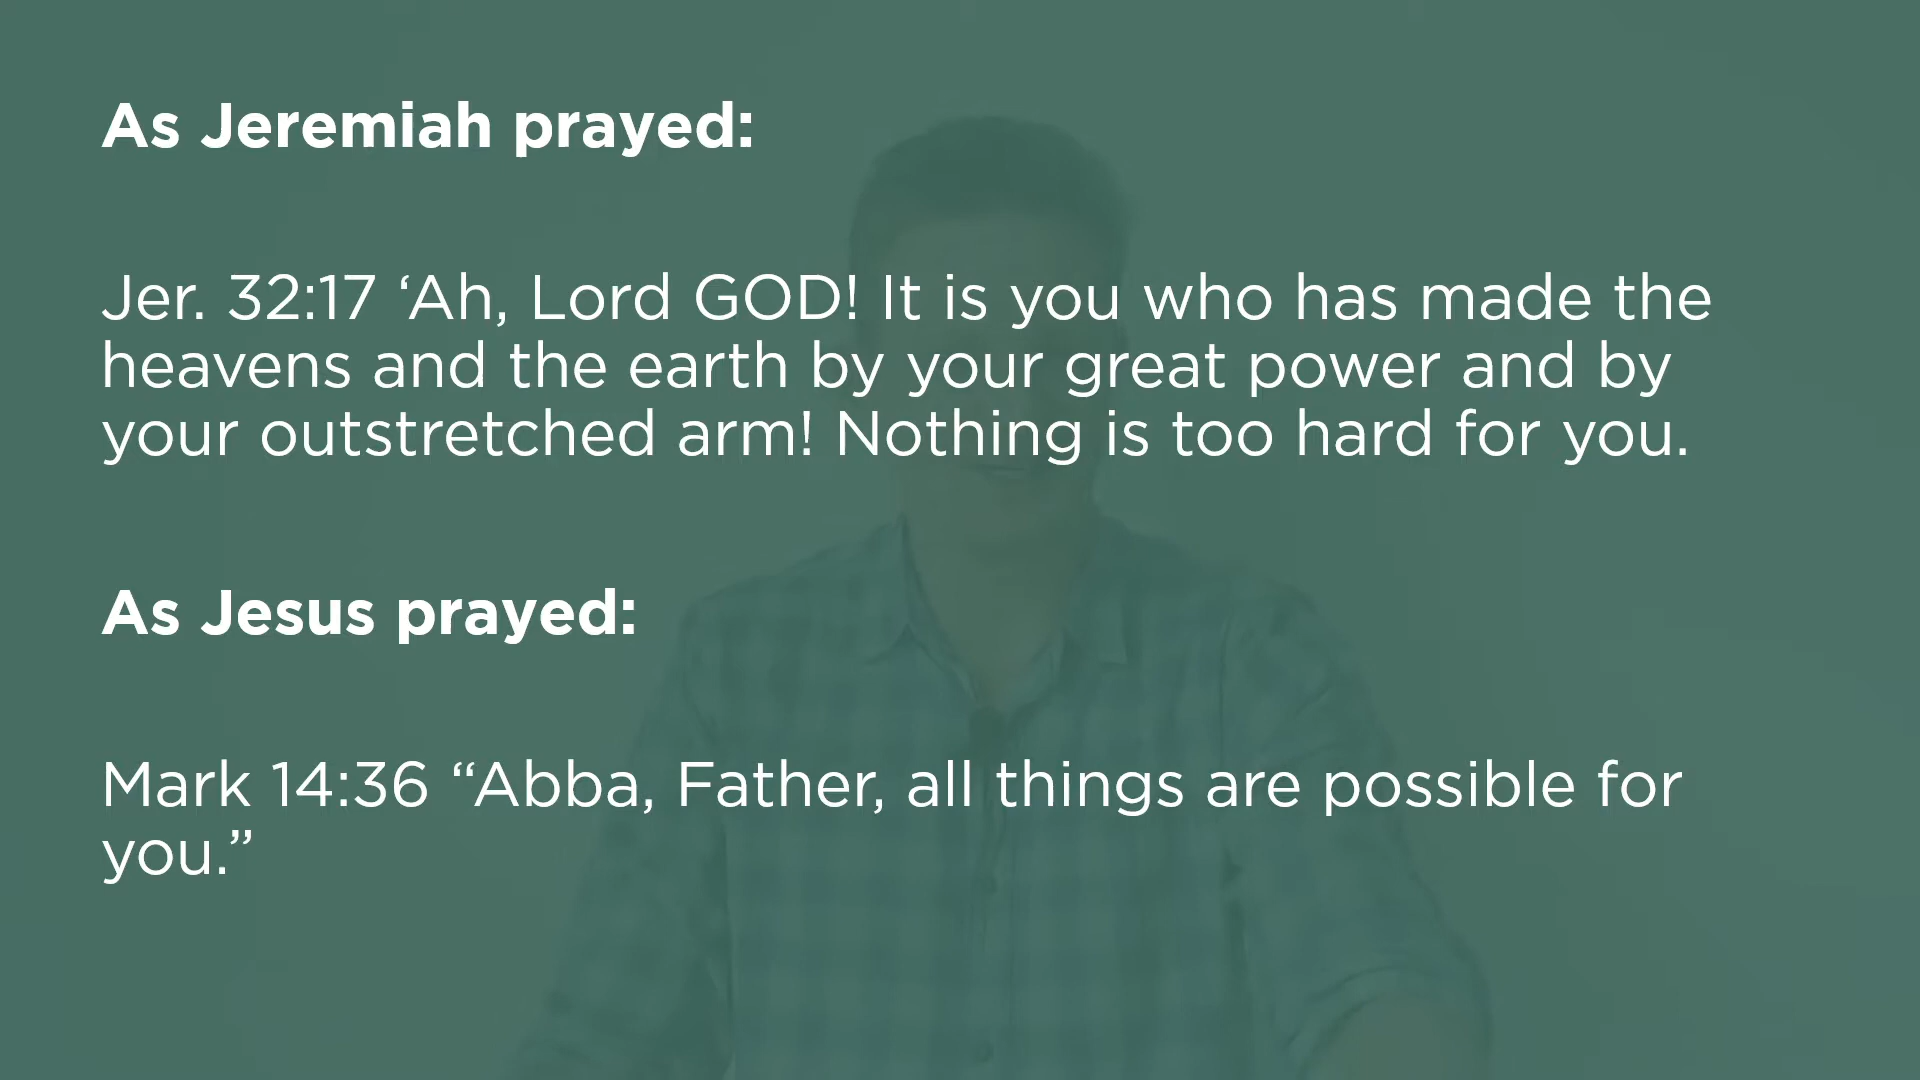 As Jeremiah prayed:
Jer. 32:17 ‘Ah, Lord GOD! It is you who has made the
heavens and the earth by your great power and by
your outstretched arm! Nothing is too hard for you.
As Jesus prayed:
Mark 14:36 “Abba, Father, all things are possible for
you.”